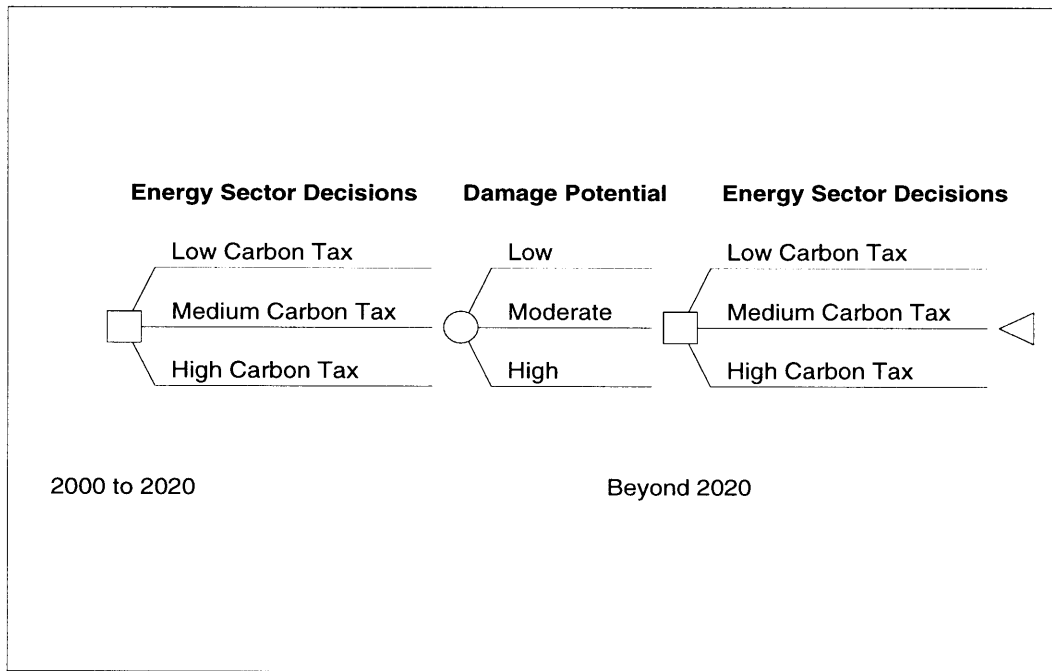 Energy Sector Decisions
Damage Potential
Energy Sector Decisions
Low Carbon Tax
Low
Low Carbon Tax
Medium Carbon Tax
Moderate
Medium Carbon Tax
High Carbon Tax
High
High Carbon Tax
2000 to 2020
Beyond 2020